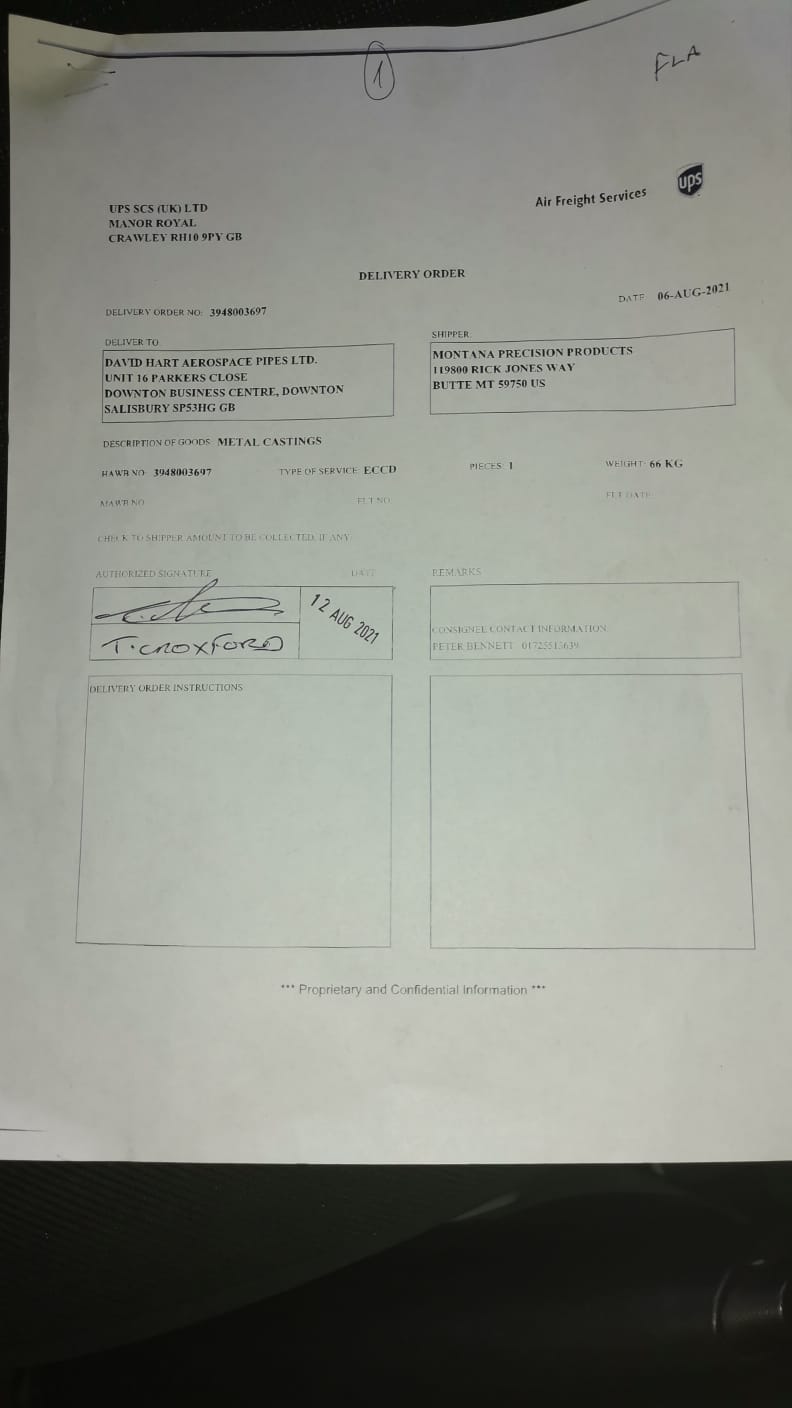 1
FLA
ups
Air Freight Services
UPS SCS (UK) LTD
MANOR ROYAL
CRAWLEY RH10 9PY GB
DELIVERY ORDER
DATE 06-AUG-2021
DELIVERY ORDER NO: 3948003697
DELIVER TO:
DAVID HART AEROSPACE PIPES LTD.
UNIT 16 PARKERS CLOSE
DOWNTON BUSINESS CENTRE, DOWNTON
SALISBURY SP53HG GB
SHIPPER:
MONTANA PRECISION PRODUCTS
119800 RICK JONES WAY
BUTTE MT 59750 US
DESCRIPTION OF GOODS: METAL CASTINGS
HAWB NO: 3948003697 TYPE OF SERVICE: ECCD PIECES: 1 WEIGHT: 66 KG
MAWB NO FLT NO FLT DATE
CHECK TO SHIPPER AMOUNT TO BE COLLECTED, IF ANY
AUTHORIZED SIGNATURE DATE
12 AUG 2021
T. CROXFORD
REMARKS
CONSIGNEE CONTACT INFORMATION:
PETER BENNETT 01725513639
DELIVERY ORDER INSTRUCTIONS
*** Proprietary and Confidential Information ***